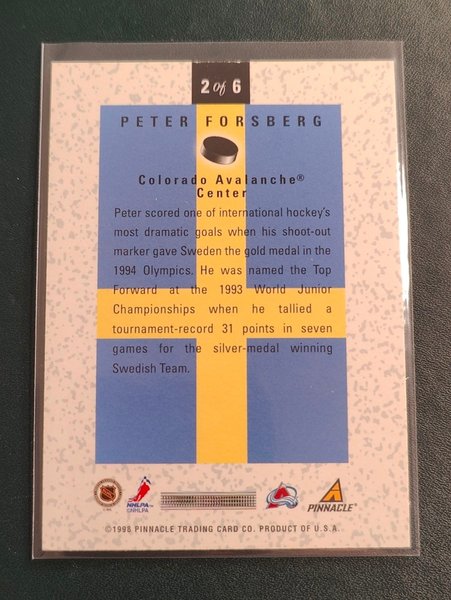 2 of 6
PETER FORSBERG
Colorado Avalanche®
Center
Peter scored one of international hockey's
most dramatic goals when his shoot-out
marker gave Sweden the gold medal in the
1994 Olympics. He was named the Top
Forward at the 1993 World Junior
Championships when he tallied a
tournament-record 31 points in seven
games for the silver-medal winning
Swedish Team.
NHLPA
NHLPA
PINNACLE
©1998 PINNACLE TRADING CARD CO. PRODUCT OF U.S.A.